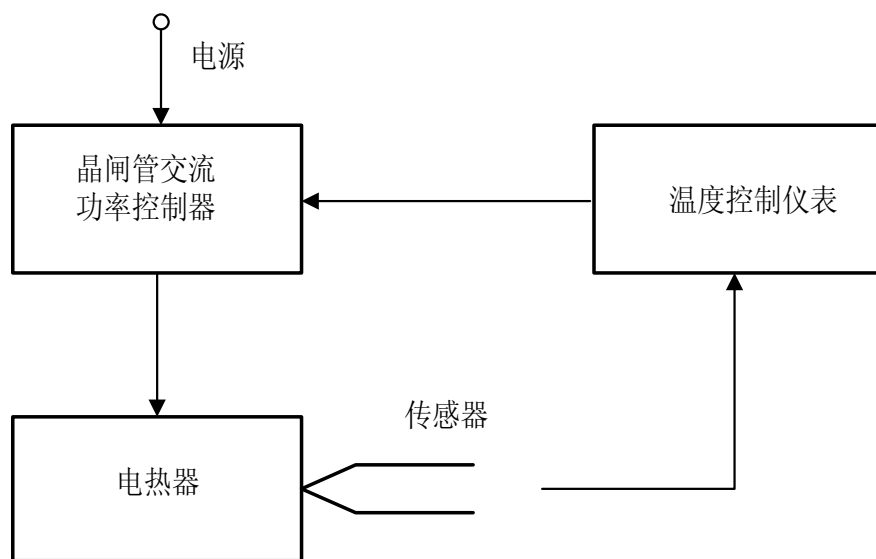 电源
晶闸管交流
功率控制器
温度控制仪表
传感器
电热器